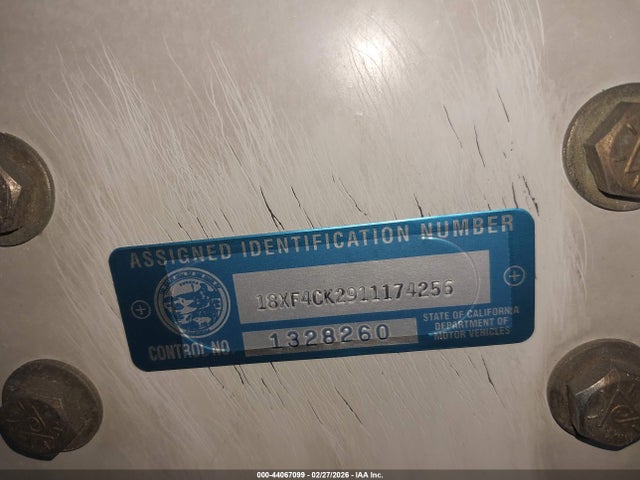 ASSIGNED IDENTIFICATION NUMBER
18XF4CK2911174256
CONTROL NO
1328260
STATE OF CALIFORNIA
DEPARTMENT OF
MOTOR VEHICLES
000-44067099 - 02/27/2026 - IAA Inc.